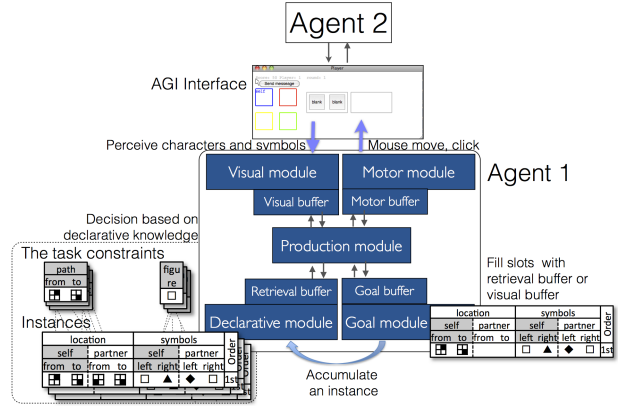 Agent 2
AGI Interface
Player
Send message
blank blank
Perceive characters and symbols
Mouse move, click
Agent 1
Visual module
Motor module
Visual buffer
Motor buffer
Decision based on
declarative knowledge
Production module
The task constraints
path
from to
figu
re
Retrieval buffer
Goal buffer
Declarative module
Goal module
Fill slots with
retrieval buffer or
visual buffer
Instances
location symbols Order
self partner self partner
from to from to left right left right
1st
location symbols Order
self partner self partner
from to from to left right left right
1st
Accumulate
an instance